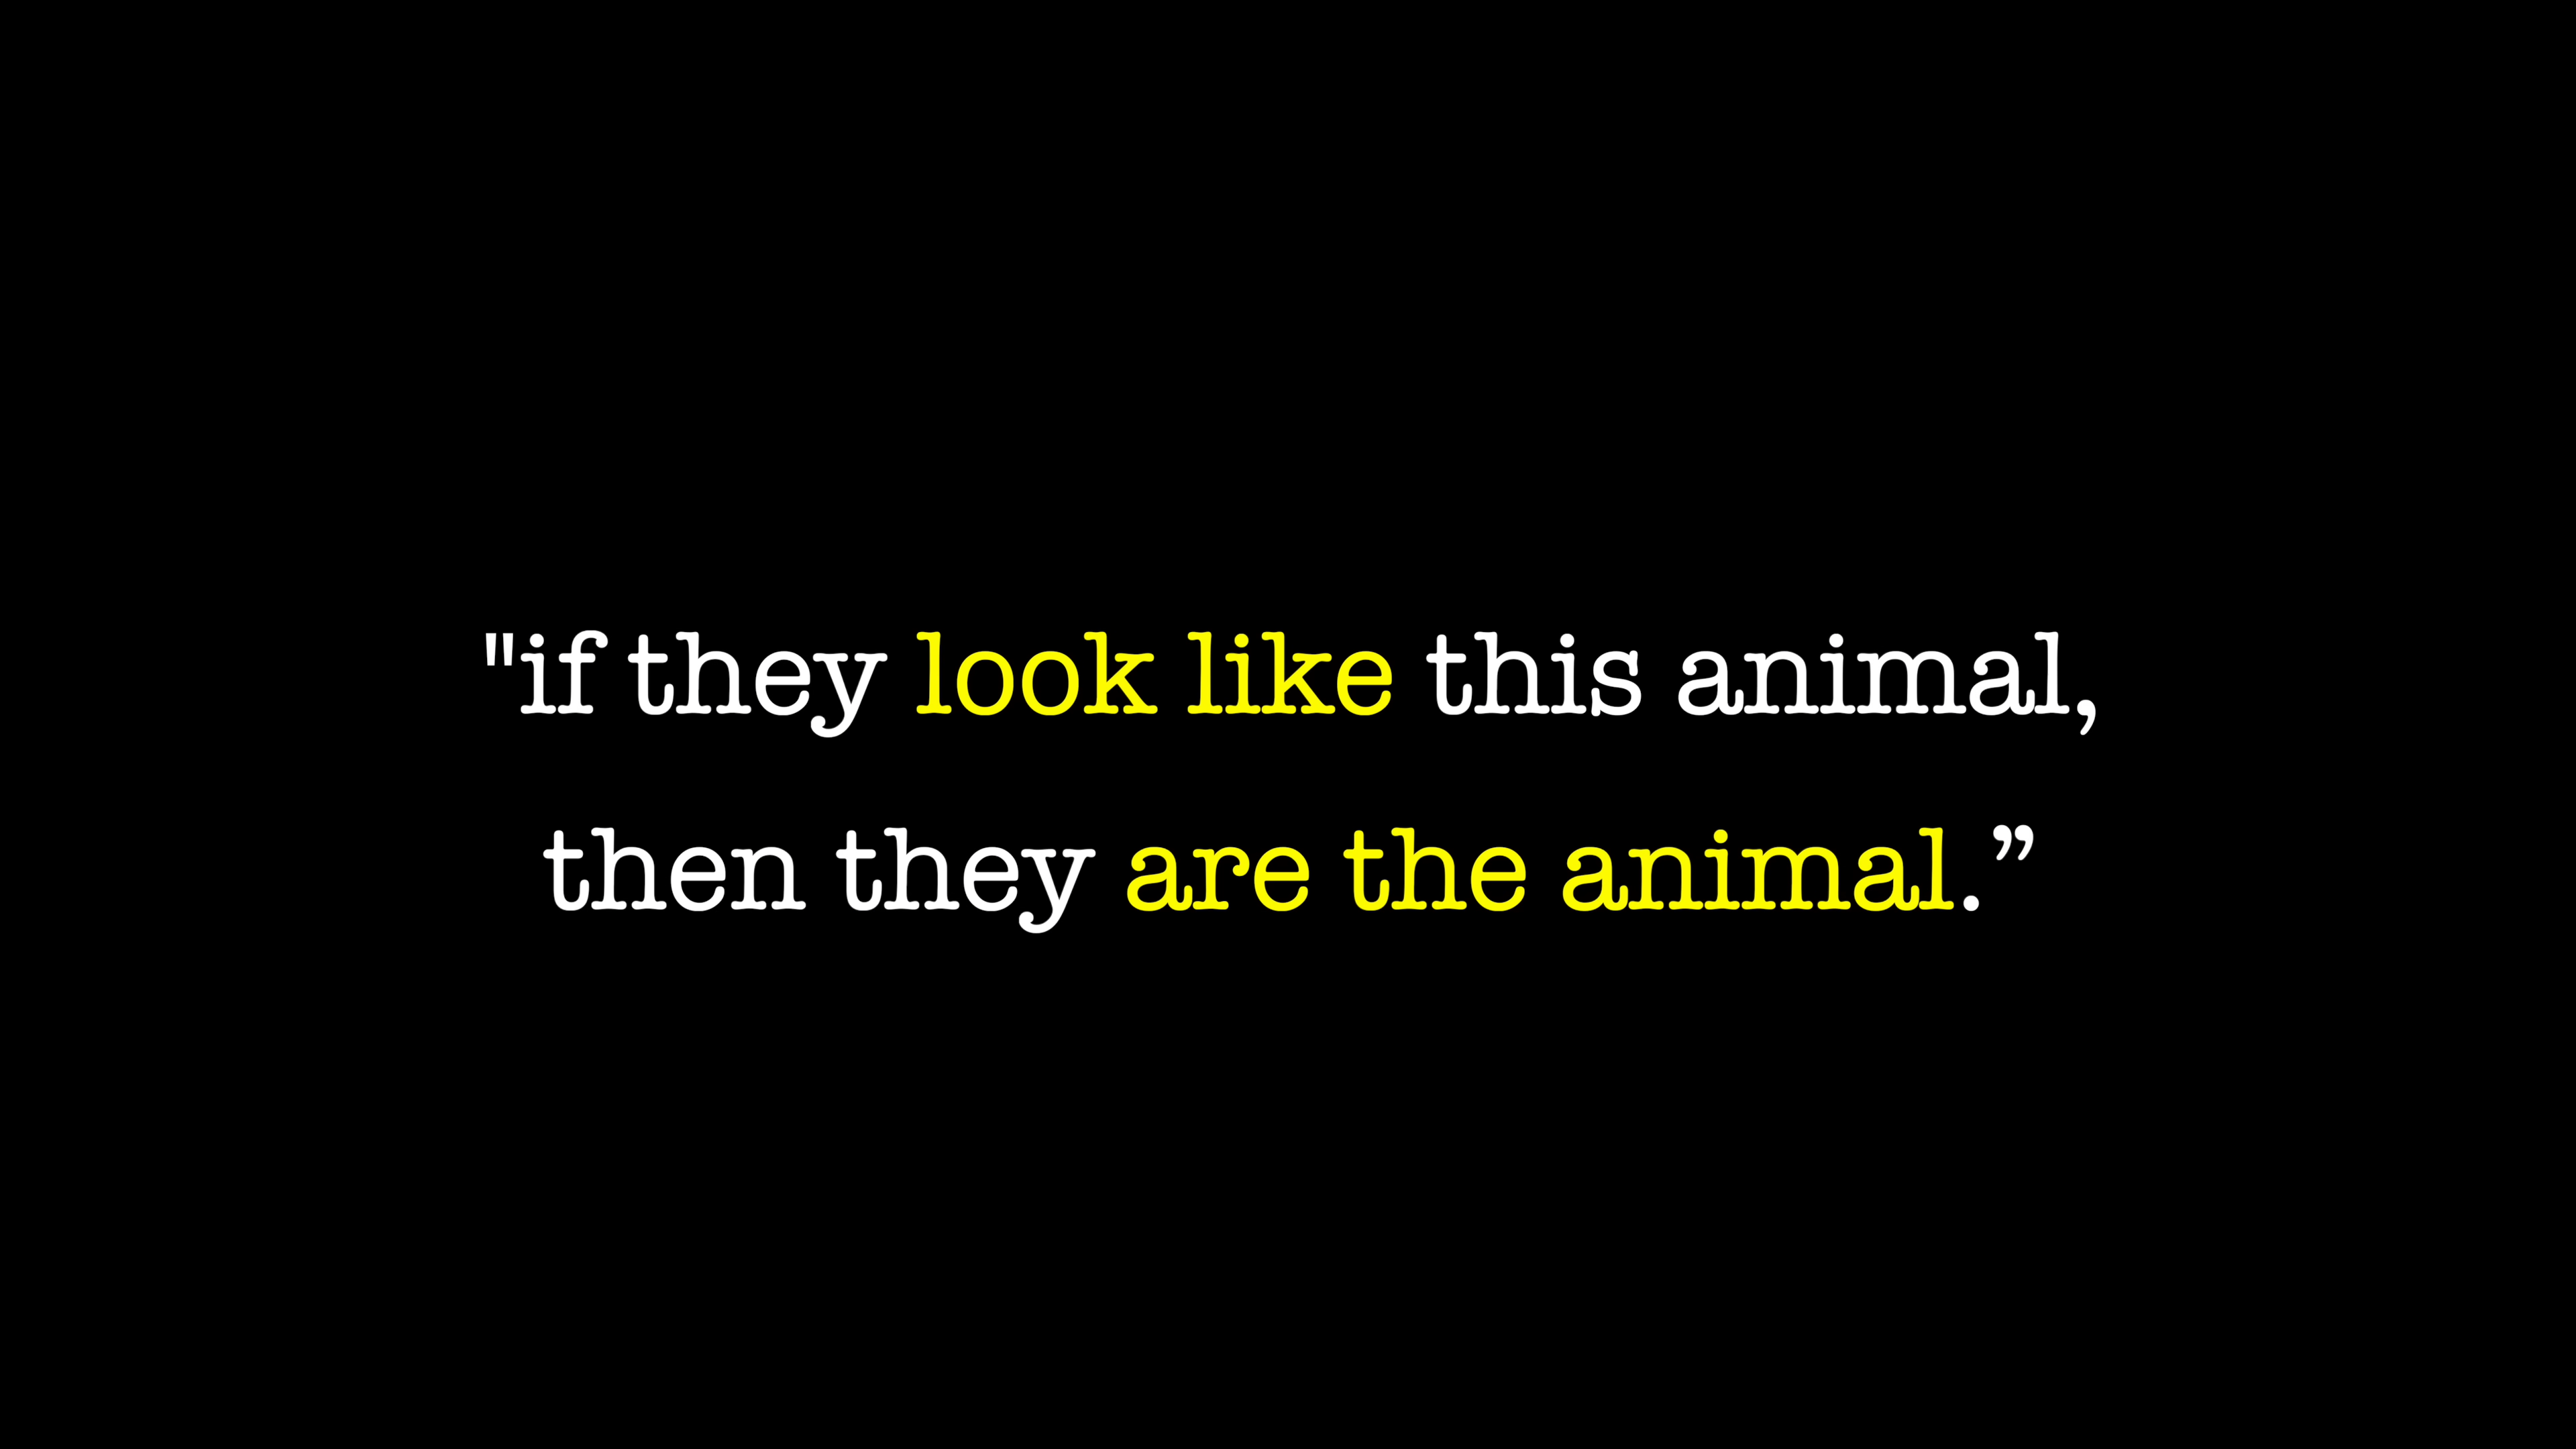 "if they look like this animal,
then they are the animal.”